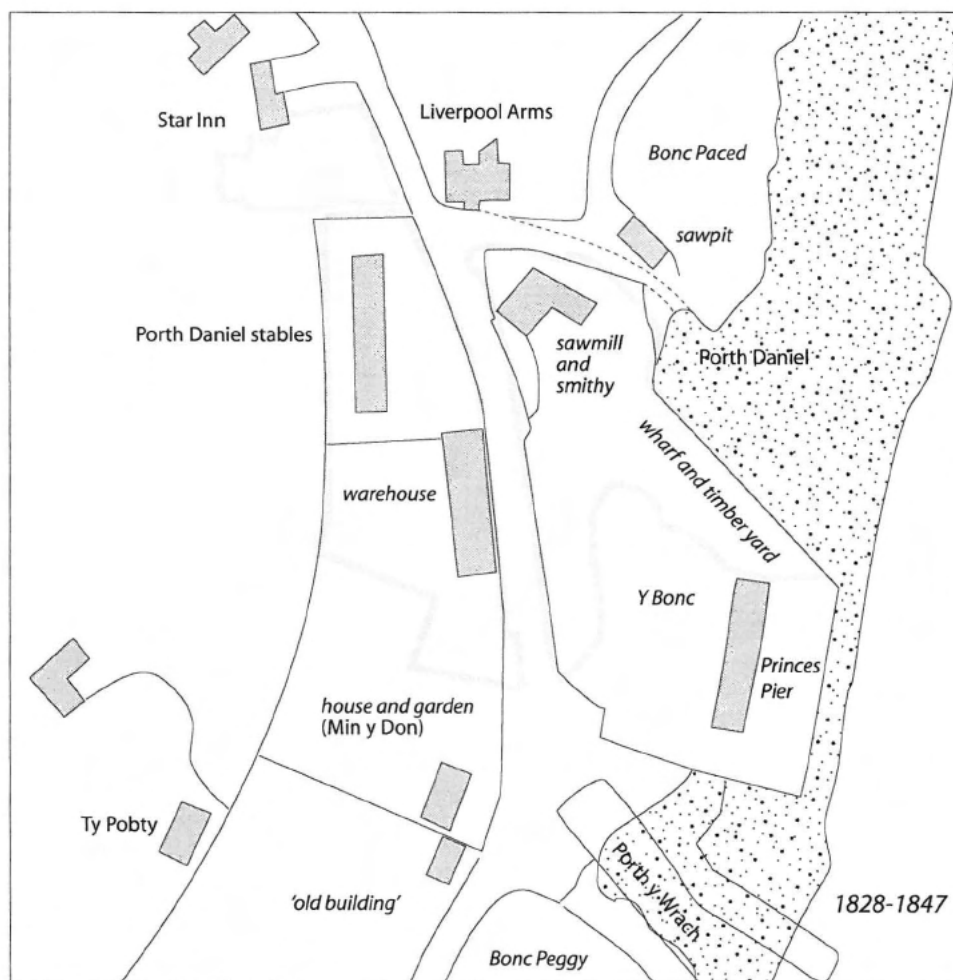 Star Inn
Liverpool Arms
Bonc Paced
sawpit
Porth Daniel stables
sawmill
and
smithy
Porth Daniel
wharf and timber yard
warehouse
Y Bonc
Princes
Pier
house and garden
(Min y Don)
Ty Pobty
Porth y Wrach
'old building'
1828-1847
Bonc Peggy